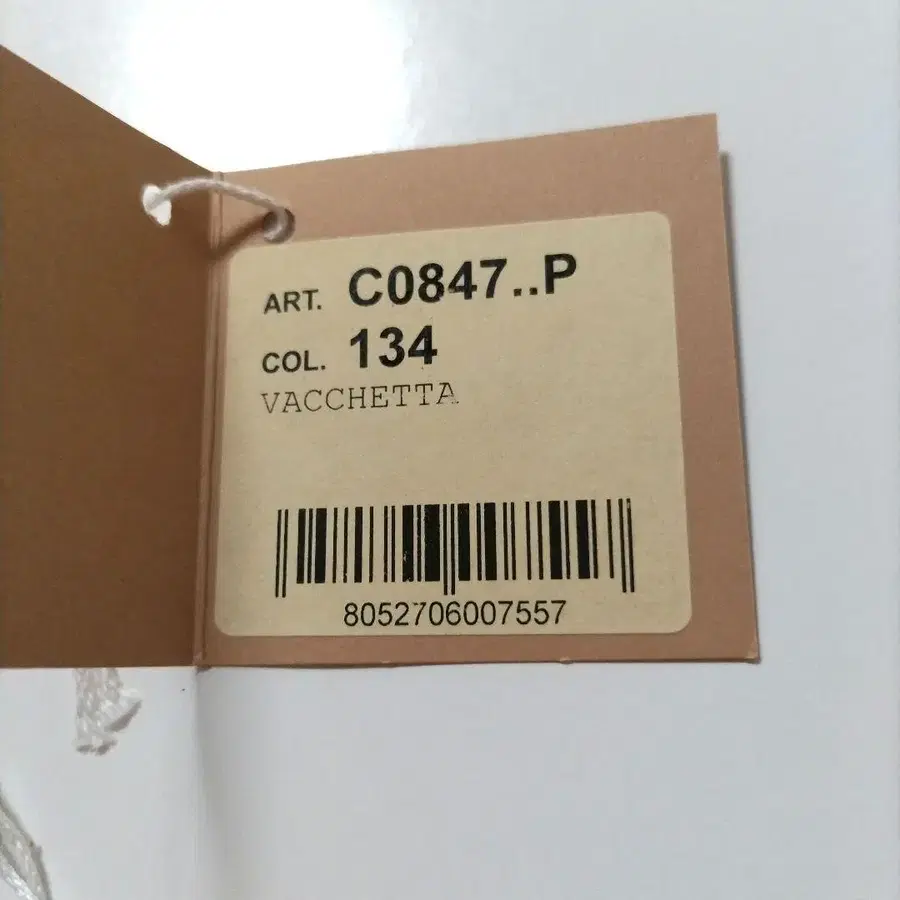 ART. C0847..P
COL. 134
VACCHETTA
8052706007557